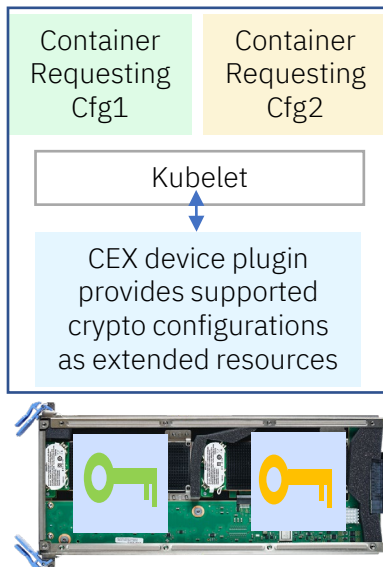 Container
Requesting
Cfg1
Container
Requesting
Cfg2
Kubelet
CEX device plugin
provides supported
crypto configurations
as extended resources